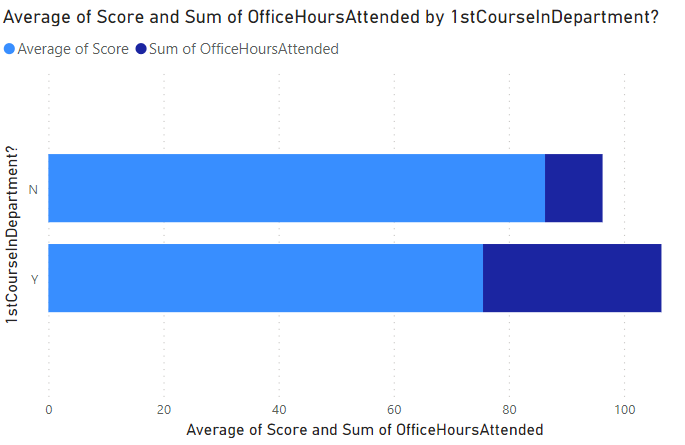 Average of Score and Sum of OfficeHoursAttended by 1stCourseInDepartment?
Average of Score Sum of OfficeHoursAttended
1stCourseInDepartment?
N
Y
0 20 40 60 80 100
Average of Score and Sum of OfficeHoursAttended